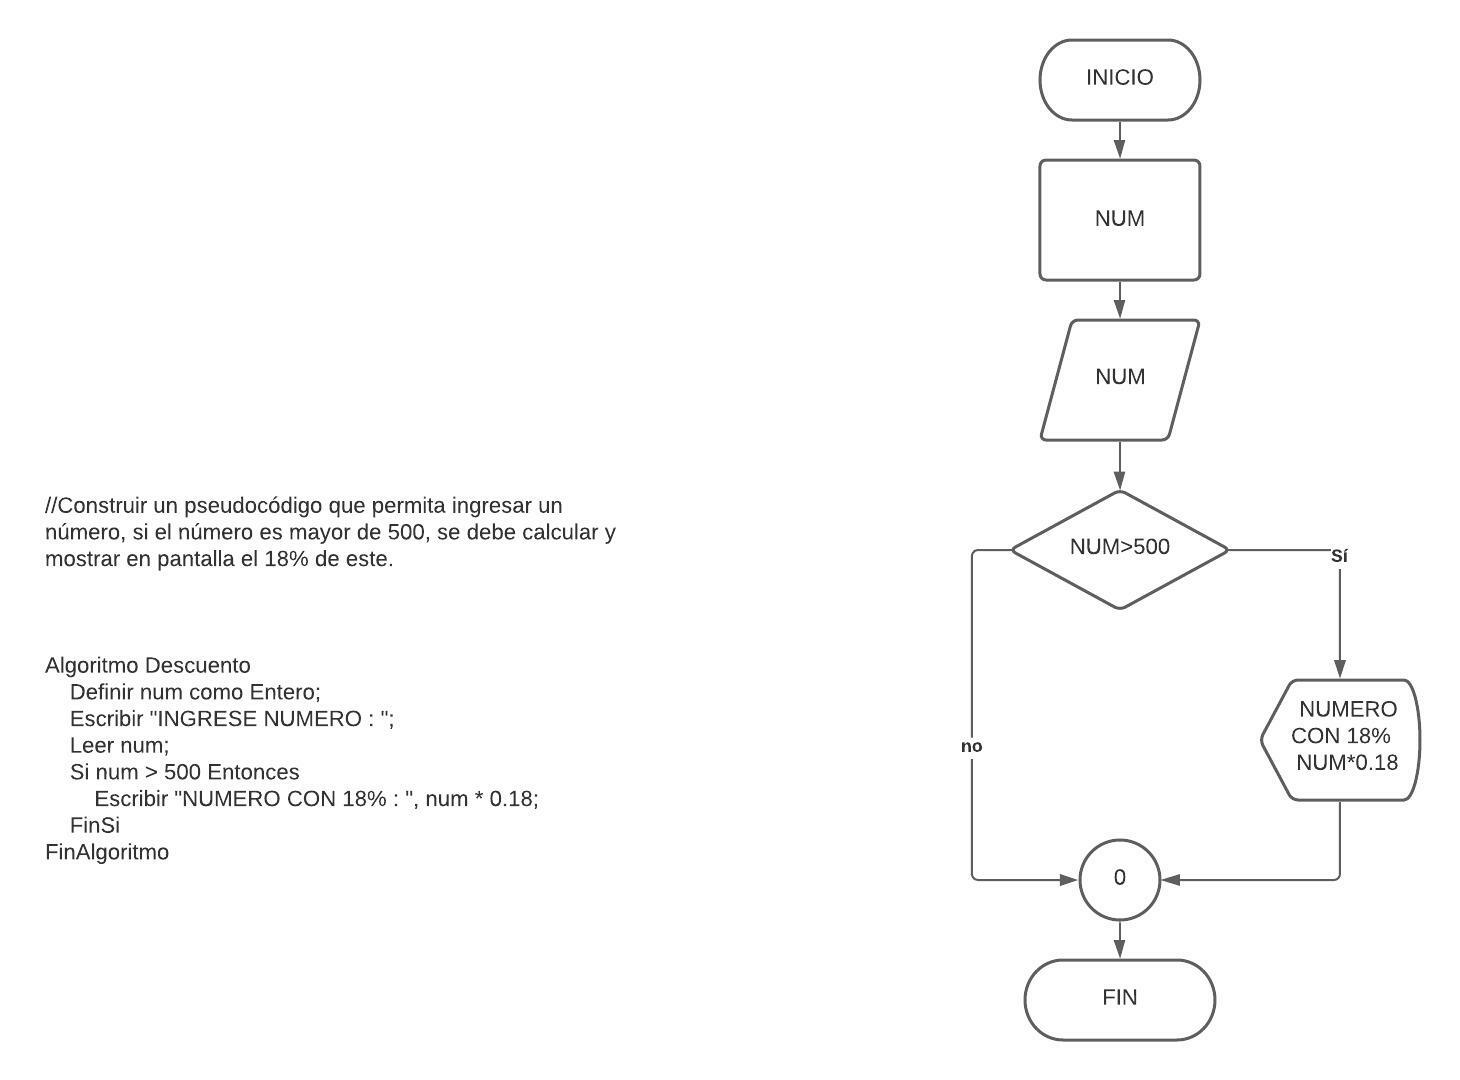 //Construir un pseudocódigo que permita ingresar un
número, si el número es mayor de 500, se debe calcular y
mostrar en pantalla el 18% de este.
Algoritmo Descuento
Definir num como Entero;
Escribir "INGRESE NUMERO : ";
Leer num;
Si num > 500 Entonces
Escribir "NUMERO CON 18% : ", num * 0.18;
FinSi
FinAlgoritmo
INICIO
NUM
NUM
NUM>500
Sí
no
NUMERO
CON 18%
NUM*0.18
0
FIN